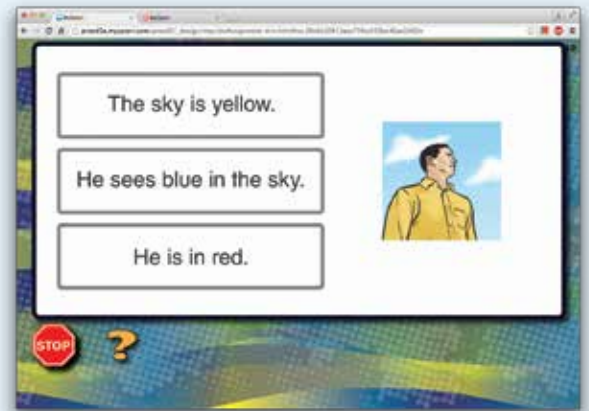 The sky is yellow.
He sees blue in the sky.
He is in red.
STOP
?